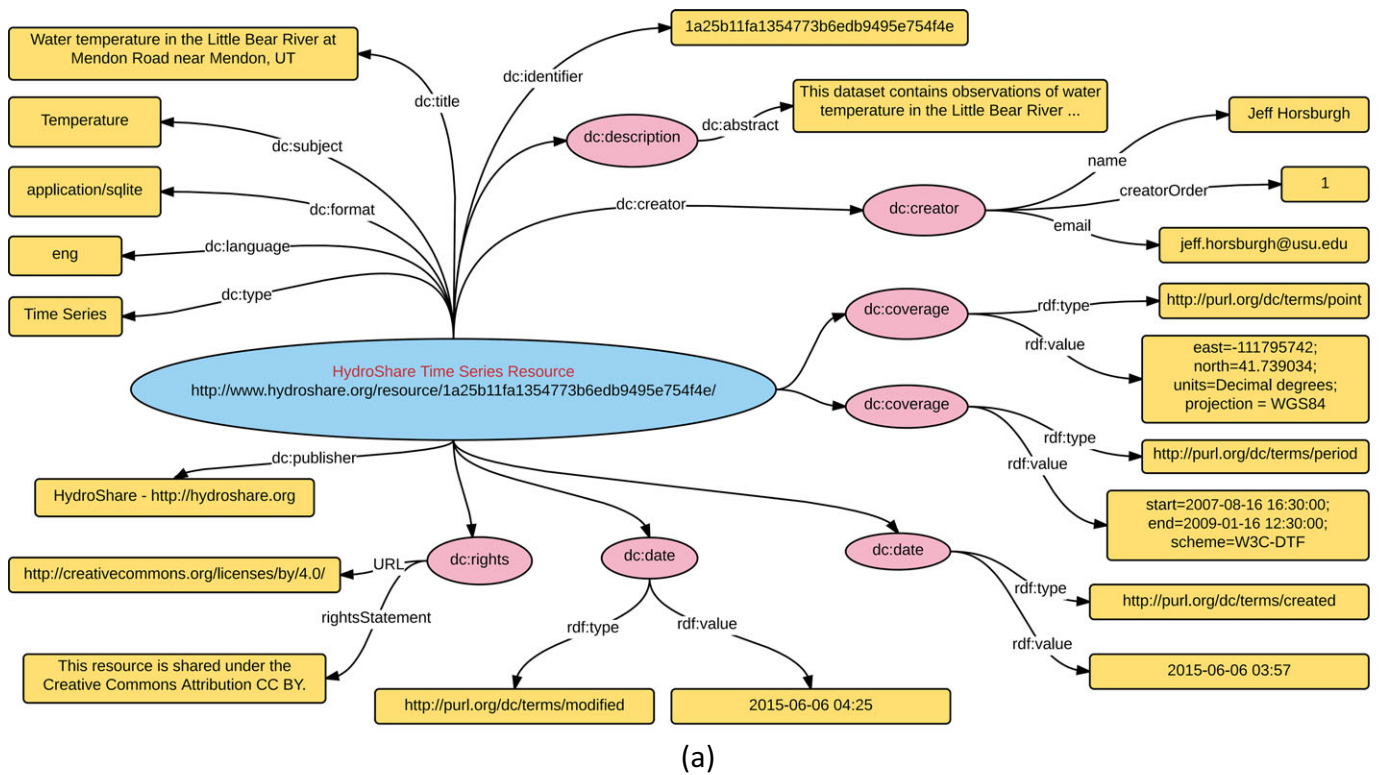 Water temperature in the Little Bear River at
Mendon Road near Mendon, UT
1a25b11fa1354773b6edb9495e754f4e
dc:identifier
dc:title
Temperature
dc:subject
dc:description
dc:abstract
This dataset contains observations of water
temperature in the Little Bear River ...
Jeff Horsburgh
name
application/sqlite
dc:format
dc:creator
dc:creator
creatorOrder
1
email
jeff.horsburgh@usu.edu
eng
dc:language
Time Series
dc:type
dc:coverage
rdf:type
http://purl.org/dc/terms/point
rdf:value
east=-111795742;
north=41.739034;
units=Decimal degrees;
projection = WGS84
HydroShare Time Series Resource
http://www.hydroshare.org/resource/1a25b11fa1354773b6edb9495e754f4e/
dc:coverage
rdf:type
http://purl.org/dc/terms/period
rdf:value
start=2007-08-16 16:30:00;
end=2009-01-16 12:30:00;
scheme=W3C-DTF
dc:publisher
HydroShare - http://hydroshare.org
dc:rights
URL
http://creativecommons.org/licenses/by/4.0/
rightsStatement
This resource is shared under the
Creative Commons Attribution CC BY.
dc:date
rdf:type
rdf:value
http://purl.org/dc/terms/modified
2015-06-06 04:25
dc:date
rdf:type
http://purl.org/dc/terms/created
rdf:value
2015-06-06 03:57
(a)